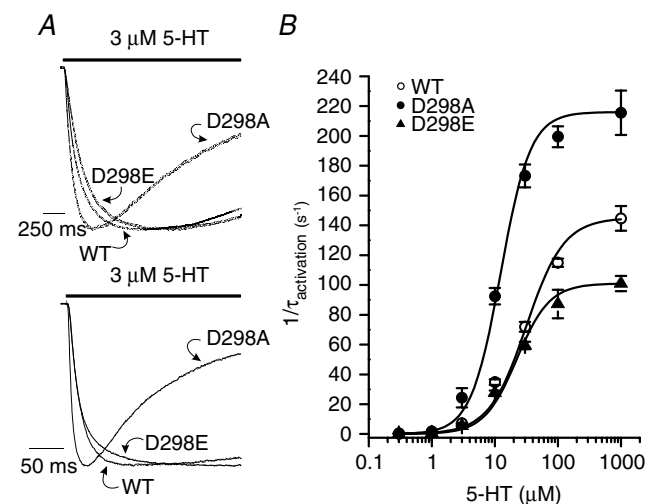 A
3 μM 5-HT
D298A
D298E
250 ms
WT
3 μM 5-HT
D298A
D298E
50 ms
WT
B
WT
D298A
D298E
240
220
200
180
160
140
120
100
80
60
40
20
0
1/τactivation (s-1)
0.1 1 10 100 1000
5-HT (μM)